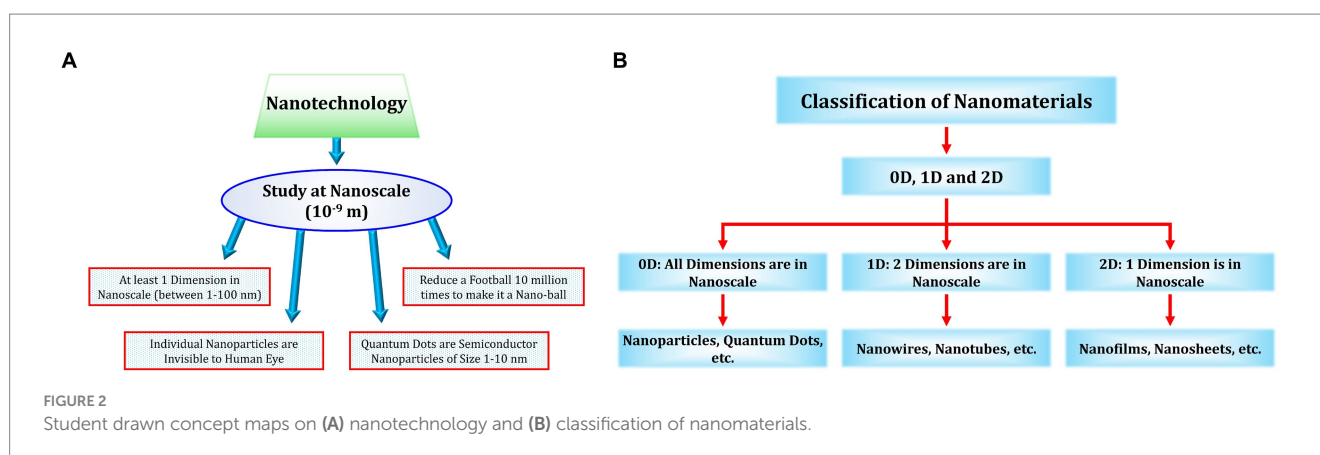 A
Nanotechnology
Study at Nanoscale
(10-9 m)
At least 1 Dimension in
Nanoscale (between 1-100 nm)
Reduce a Football 10 million
times to make it a Nano-ball
Individual Nanoparticles are
Invisible to Human Eye
Quantum Dots are Semiconductor
Nanoparticles of Size 1-10 nm
B
Classification of Nanomaterials
0D, 1D and 2D
0D: All Dimensions are in
Nanoscale
1D: 2 Dimensions are in
Nanoscale
2D: 1 Dimension is in
Nanoscale
Nanoparticles, Quantum Dots,
etc.
Nanowires, Nanotubes, etc.
Nanofilms, Nanosheets, etc.
FIGURE 2
Student drawn concept maps on (A) nanotechnology and (B) classification of nanomaterials.